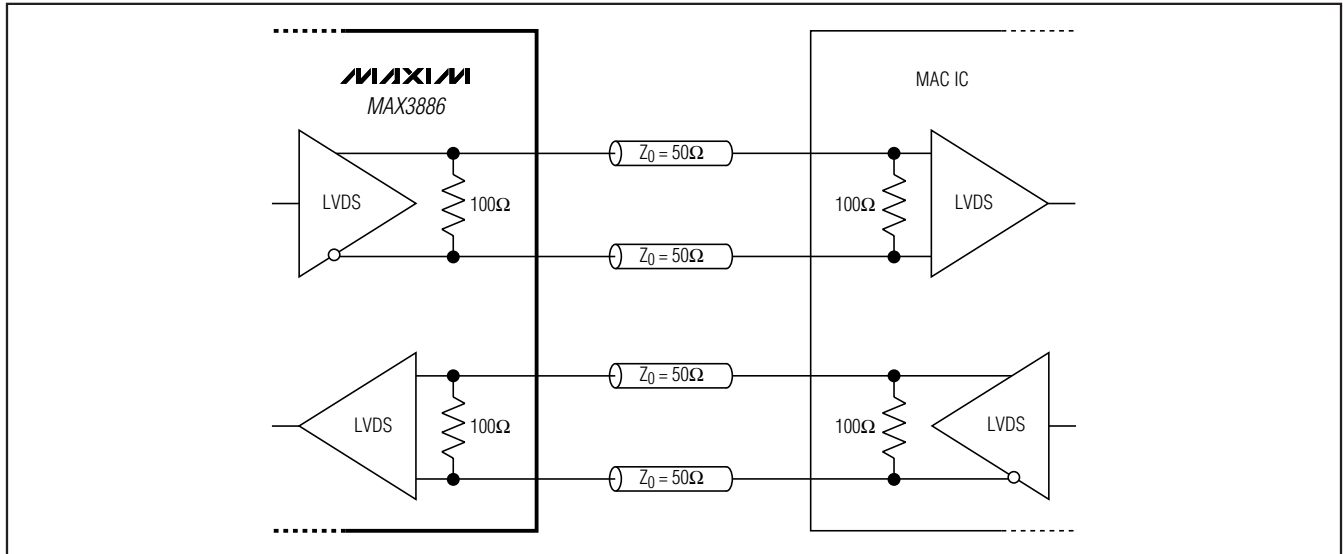 MAXIM
MAX3886
MAC IC
LVDS
100Ω
Z0 = 50Ω
Z0 = 50Ω
100Ω
LVDS
LVDS
100Ω
Z0 = 50Ω
Z0 = 50Ω
100Ω
LVDS